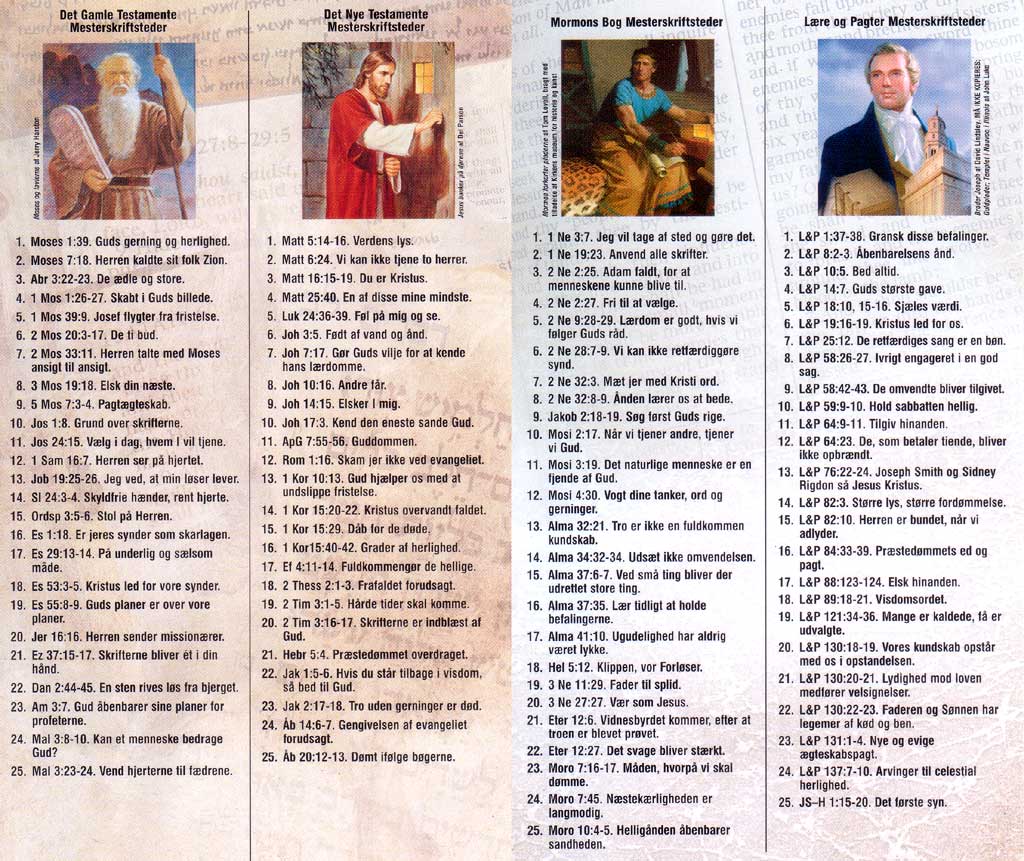 Det Gamle Testamente
Mesterskriftsteder
Moses og tavlerne af Jerry Harston
1. Moses 1:39. Guds gerning og herlighed.
2. Moses 7:18. Herren kaldte sit folk Zion.
3. Abr 3:22-23. De ædle og store.
4. 1 Mos 1:26-27. Skabt i Guds billede.
5. 1 Mos 39:9. Josef flygter fra fristelse.
6. 2 Mos 20:3-17. De ti bud.
7. 2 Mos 33:11. Herren talte med Moses
ansigt til ansigt.
8. 3 Mos 19:18. Elsk din næste.
9. 5 Mos 7:3-4. Pagtægteskab.
10. Jos 1:8. Grund over skrifterne.
11. Jos 24:15. Vælg i dag, hvem I vil tjene.
12. 1 Sam 16:7. Herren ser på hjertet.
13. Job 19:25-26. Jeg ved, at min løser lever.
14. Sl 24:3-4. Skyldfrie hænder, rent hjerte.
15. Ordsp 3:5-6. Stol på Herren.
16. Es 1:18. Er jeres synder som skarlagen.
17. Es 29:13-14. På underlig og sælsom
måde.
18. Es 53:3-5. Kristus led for vore synder.
19. Es 55:8-9. Guds planer er over vore
planer.
20. Jer 16:16. Herren sender missionærer.
21. Ez 37:15-17. Skrifterne bliver ét i din
hånd.
22. Dan 2:44-45. En sten rives løs fra bjerget.
23. Am 3:7. Gud åbenbarer sine planer for
profeterne.
24. Mal 3:8-10. Kan et menneske bedrage
Gud?
25. Mal 3:23-24. Vend hjerterne til fædrene.
Det Nye Testamente
Mesterskriftsteder
Jesus banker på døren af Del Parson
1. Matt 5:14-16. Verdens lys.
2. Matt 6:24. Vi kan ikke tjene to herrer.
3. Matt 16:15-19. Du er Kristus.
4. Matt 25:40. En af disse mine mindste.
5. Luk 24:36-39. Føl på mig og se.
6. Joh 3:5. Født af vand og ånd.
7. Joh 7:17. Gør Guds vilje for at kende
hans lærdomme.
8. Joh 10:16. Andre får.
9. Joh 14:15. Elsker I mig.
10. Joh 17:3. Kend den eneste sande Gud.
11. ApG 7:55-56. Guddommen.
12. Rom 1:16. Skam jer ikke ved evangeliet.
13. 1 Kor 10:13. Gud hjælper os med at
undslippe fristelse.
14. 1 Kor 15:20-22. Kristus overvandt faldet.
15. 1 Kor 15:29. Dåb for de døde.
16. 1 Kor15:40-42. Grader af herlighed.
17. Ef 4:11-14. Fuldkommengør de hellige.
18. 2 Thess 2:1-3. Frafaldet forudsagt.
19. 2 Tim 3:1-5. Hårde tider skal komme.
20. 2 Tim 3:16-17. Skrifterne er indblæst af
Gud.
21. Hebr 5:4. Præstedømmet overdraget.
22. Jak 1:5-6. Hvis du står tilbage i visdom,
så bed til Gud.
23. Jak 2:17-18. Tro uden gerninger er død.
24. Åb 14:6-7. Gengivelsen af evangeliet
forudsagt.
25. Åb 20:12-13. Dømt ifølge bøgerne.
Mormons Bog Mesterskriftsteder
Mormon forkorter pladerne af Tom Lovell, brugt med
tilladelse af Kirkens museum for historie og kunst
1. 1 Ne 3:7. Jeg vil tage af sted og gøre det.
2. 1 Ne 19:23. Anvend alle skrifter.
3. 2 Ne 2:25. Adam faldt, for at
menneskene kunne blive til.
4. 2 Ne 2:27. Fri til at vælge.
5. 2 Ne 9:28-29. Lærdom er godt, hvis vi
følger Guds råd.
6. 2 Ne 28:7-9. Vi kan ikke retfærdiggøre
synd.
7. 2 Ne 32:3. Mæt jer med Kristi ord.
8. 2 Ne 32:8-9. Ånden lærer os at bede.
9. Jakob 2:18-19. Søg først Guds rige.
10. Mosi 2:17. Når vi tjener andre, tjener
vi Gud.
11. Mosi 3:19. Det naturlige menneske er en
fjende af Gud.
12. Mosi 4:30. Vogt dine tanker, ord og
gerninger.
13. Alma 32:21. Tro er ikke en fuldkommen
kundskab.
14. Alma 34:32-34. Udsæt ikke omvendelsen.
15. Alma 37:6-7. Ved små ting bliver der
udrettet store ting.
16. Alma 37:35. Lær tidligt at holde
befalingerne.
17. Alma 41:10. Ugudelighed har aldrig
været lykke.
18. Hel 5:12. Klippen, vor Forløser.
19. 3 Ne 11:29. Fader til splid.
20. 3 Ne 27:27. Vær som Jesus.
21. Eter 12:6. Vidnesbyrdet kommer, efter at
troen er blevet prøvet.
22. Eter 12:27. Det svage bliver stærkt.
23. Moro 7:16-17. Måden, hvorpå vi skal
dømme.
24. Moro 7:45. Næstekærligheden er
langmodig.
25. Moro 10:4-5. Helligånden åbenbarer
sandheden.
Lære og Pagter Mesterskriftsteder
Broder Joseph af David Lindsley, MÅ IKKE KOPIERES;
Nauvoo, Illinois af John Luke
1. L&P 1:37-38. Gransk disse befalinger.
2. L&P 8:2-3. Åbenbarelsens ånd.
3. L&P 10:5. Bed altid.
4. L&P 14:7. Guds største gave.
5. L&P 18:10, 15-16. Sjæles værdi.
6. L&P 19:16-19. Kristus led for os.
7. L&P 25:12. De retfærdiges sang er en bøn.
8. L&P 58:26-27. Ivrigt engageret i en god
sag.
9. L&P 58:42-43. De omvendte bliver tilgivet.
10. L&P 59:9-10. Hold sabbatten hellig.
11. L&P 64:9-11. Tilgiv hinanden.
12. L&P 64:23. De, som betaler tiende, bliver
ikke opbrændt.
13. L&P 76:22-24. Joseph Smith og Sidney
Rigdon så Jesus Kristus.
14. L&P 82:3. Større lys, større fordømmelse.
15. L&P 82:10. Herren er bundet, når vi
adlyder.
16. L&P 84:33-39. Præstedømmets ed og
pagt.
17. L&P 88:123-124. Elsk hinanden.
18. L&P 89:18-21. Visdomsordet.
19. L&P 121:34-36. Mange er kaldede, få er
udvalgte.
20. L&P 130:18-19. Vores kundskab opstår
med os i opstandelsen.
21. L&P 130:20-21. Lydighed mod loven
medfører velsignelser.
22. L&P 130:22-23. Faderen og Sønnen har
legemer af kød og ben.
23. L&P 131:1-4. Nye og evige
ægteskabspagt.
24. L&P 137:7-10. Arvinger til celestial
herlighed.
25. JS–H 1:15-20. Det første syn.